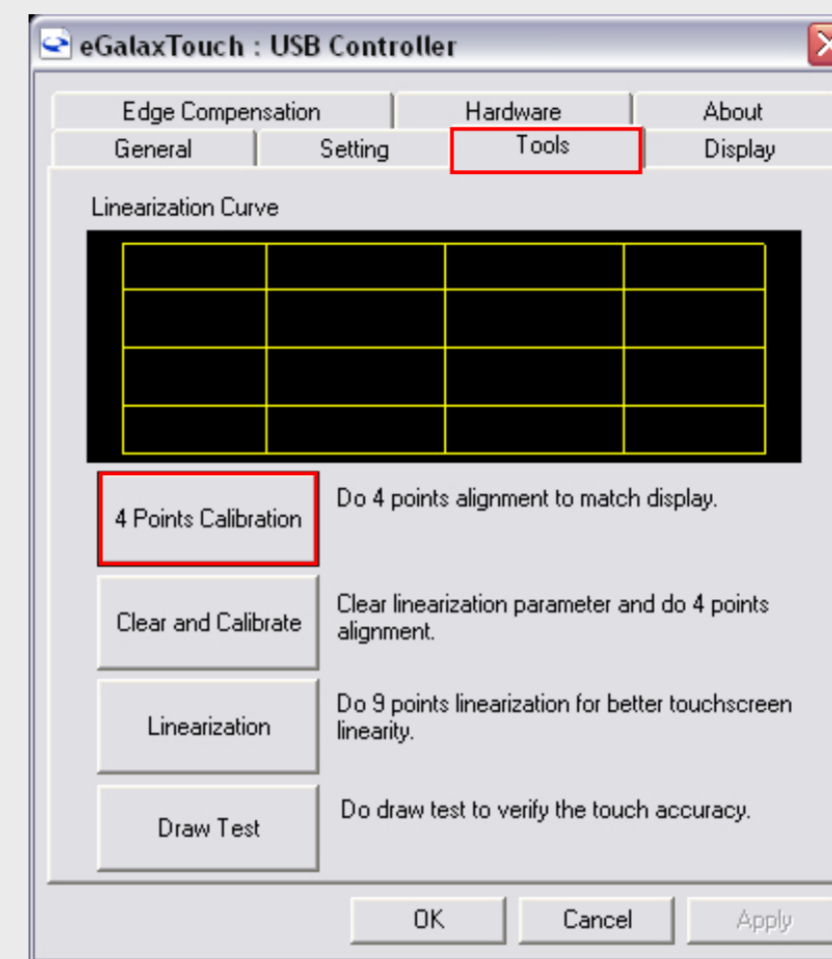 eGalaxTouch : USB Controller
Edge Compensation Hardware About
General Setting Tools Display
Linearization Curve
4 Points Calibration
Do 4 points alignment to match display.
Clear and Calibrate
Clear linearization parameter and do 4 points
alignment.
Linearization
Do 9 points linearization for better touchscreen
linearity.
Draw Test
Do draw test to verify the touch accuracy.
OK Cancel Apply